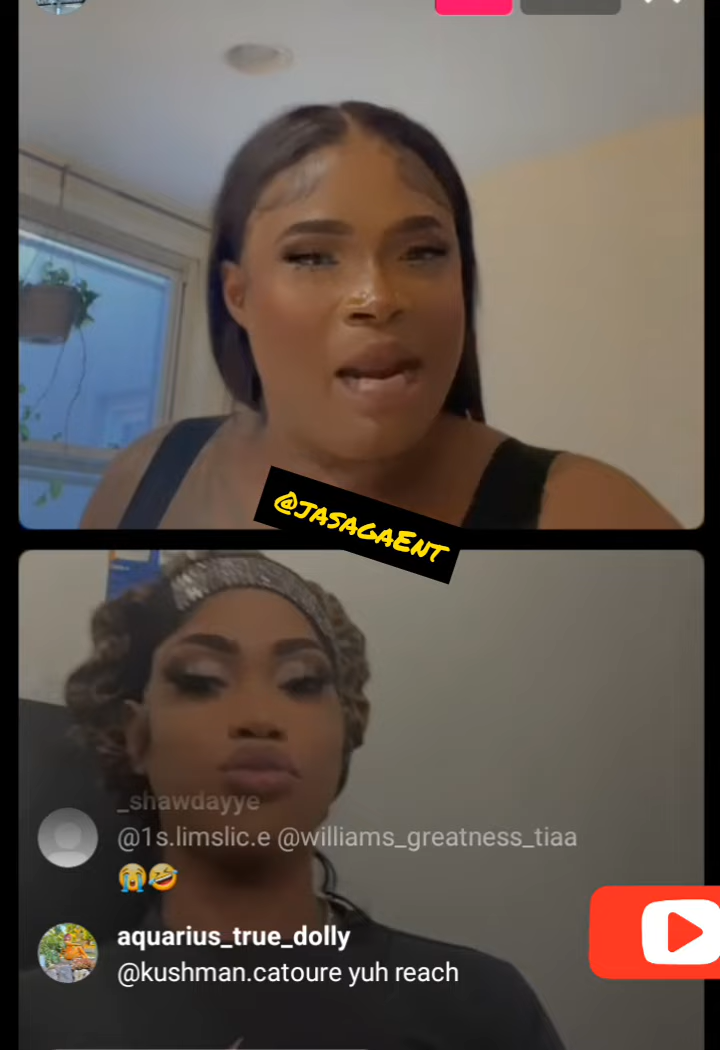 @JASAGAENT
_shawdayye
@1s.limslic.e @williams_greatness_tiaa
😭🤣
aquarius_true_dolly
@kushman.catoure yuh reach